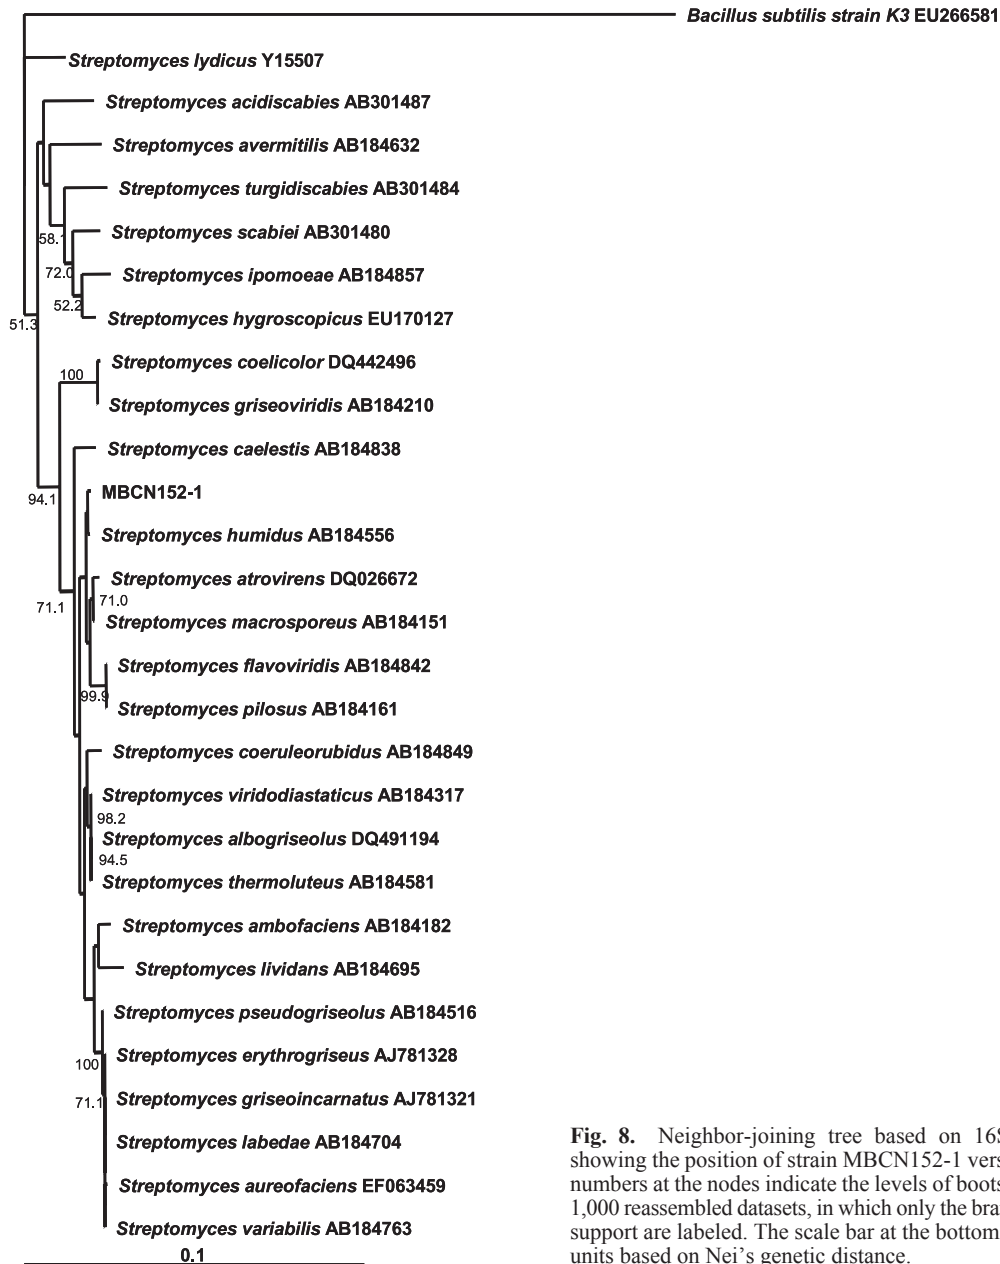 Bacillus subtilis strain K3 EU266581
Streptomyces lydicus Y15507
Streptomyces acidiscabies AB301487
Streptomyces avermitilis AB184632
Streptomyces turgidiscabies AB301484
58.1
Streptomyces scabiei AB301480
72.0
Streptomyces ipomoeae AB184857
52.2
Streptomyces hygroscopicus EU170127
51.3
Streptomyces coelicolor DQ442496
100
Streptomyces griseoviridis AB184210
Streptomyces caelestis AB184838
94.1
MBCN152-1
Streptomyces humidus AB184556
Streptomyces atrovirens DQ026672
71.0
71.1
Streptomyces macrosporeus AB184151
Streptomyces flavoviridis AB184842
99.9
Streptomyces pilosus AB184161
Streptomyces coeruleorubidus AB184849
Streptomyces viridodiastaticus AB184317
98.2
Streptomyces albogriseolus DQ491194
94.5
Streptomyces thermoluteus AB184581
Streptomyces ambofaciens AB184182
Streptomyces lividans AB184695
Streptomyces pseudogriseolus AB184516
Streptomyces erythrogriseus AJ781328
100
Streptomyces griseoincarnatus AJ781321
71.1
Streptomyces labedae AB184704
Streptomyces aureofaciens EF063459
Streptomyces variabilis AB184763
0.1
Fig. 8. Neighbor-joining tree based on 16S
showing the position of strain MBCN152-1 vers
numbers at the nodes indicate the levels of boots
1,000 reassembled datasets, in which only the bra
support are labeled. The scale bar at the bottom
units based on Nei's genetic distance.